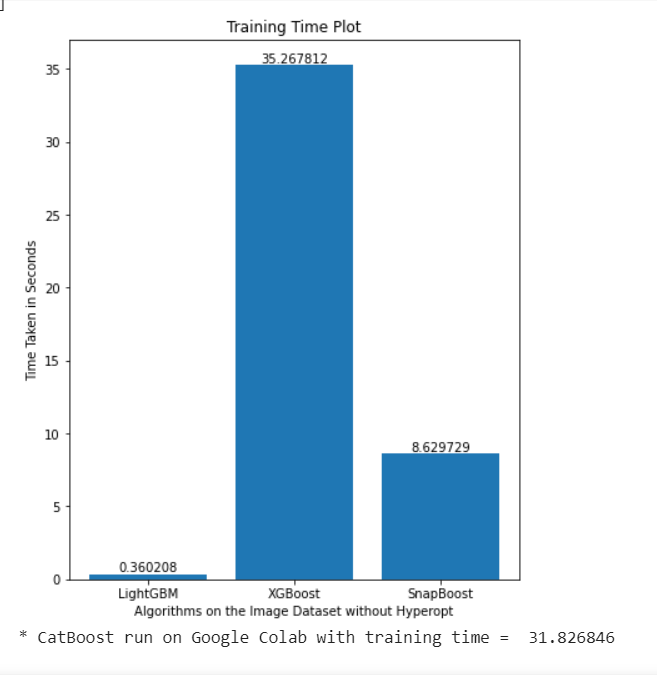 ]
Training Time Plot
35.267812
35
30
25
20
15
10
5
0
Time Taken in Seconds
8.629729
0.360208
LightGBM XGBoost SnapBoost
Algorithms on the Image Dataset without Hyperopt
* CatBoost run on Google Colab with training time = 31.826846